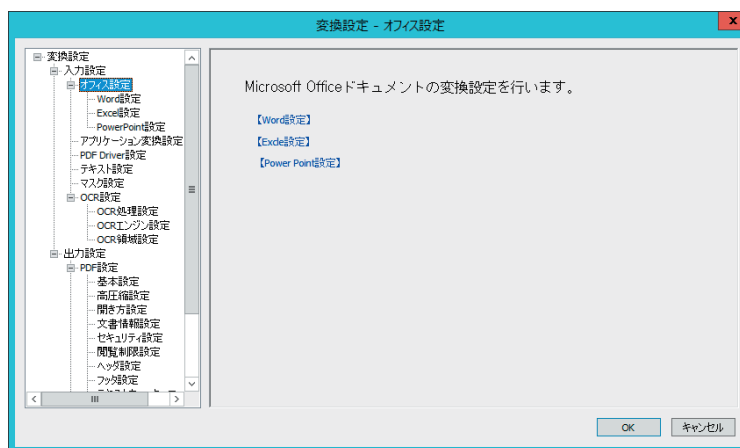 変換設定 - オフィス設定
x
変換設定
入力設定
オフィス設定
Word設定
Excel設定
PowerPoint設定
アプリケーション変換設定
PDF Driver設定
テキスト設定
マスク設定
OCR設定
OCR処理設定
OCRエンジン設定
OCR領域設定
出力設定
PDF設定
基本設定
高圧縮設定
開き方設定
文書情報設定
セキュリティ設定
閲覧制限設定
ヘッダ設定
フッタ設定
Microsoft Officeドキュメントの変換設定を行います。
【Word設定】
【Excle設定】
【Power Point設定】
OK
キャンセル